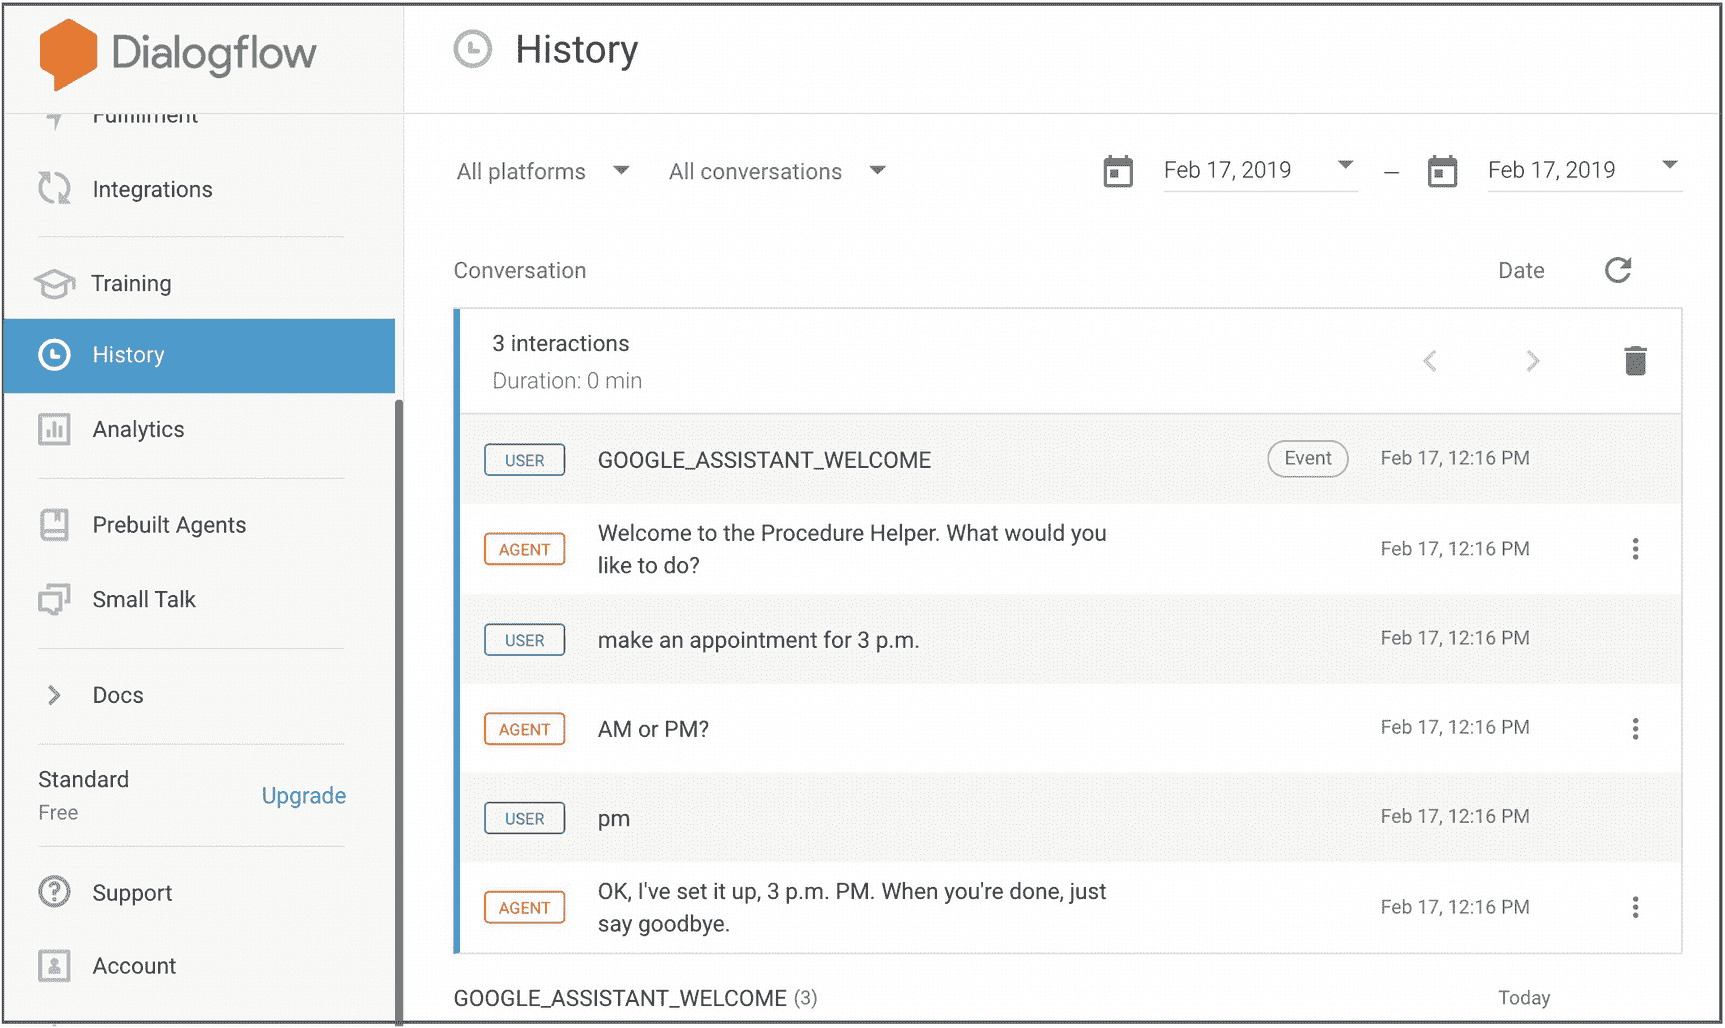 Dialogflow
Fulfillment
Integrations
Training
History
Analytics
Prebuilt Agents
Small Talk
Docs
Standard
Free
Upgrade
Support
Account
History
All platforms
All conversations
Feb 17, 2019
–
Feb 17, 2019
Conversation
Date
3 interactions
Duration: 0 min
USER
GOOGLE_ASSISTANT_WELCOME
Event
Feb 17, 12:16 PM
AGENT
Welcome to the Procedure Helper. What would you
like to do?
Feb 17, 12:16 PM
USER
make an appointment for 3 p.m.
Feb 17, 12:16 PM
AGENT
AM or PM?
Feb 17, 12:16 PM
USER
pm
Feb 17, 12:16 PM
AGENT
OK, I've set it up, 3 p.m. PM. When you're done, just
say goodbye.
Feb 17, 12:16 PM
GOOGLE_ASSISTANT_WELCOME (3)
Today